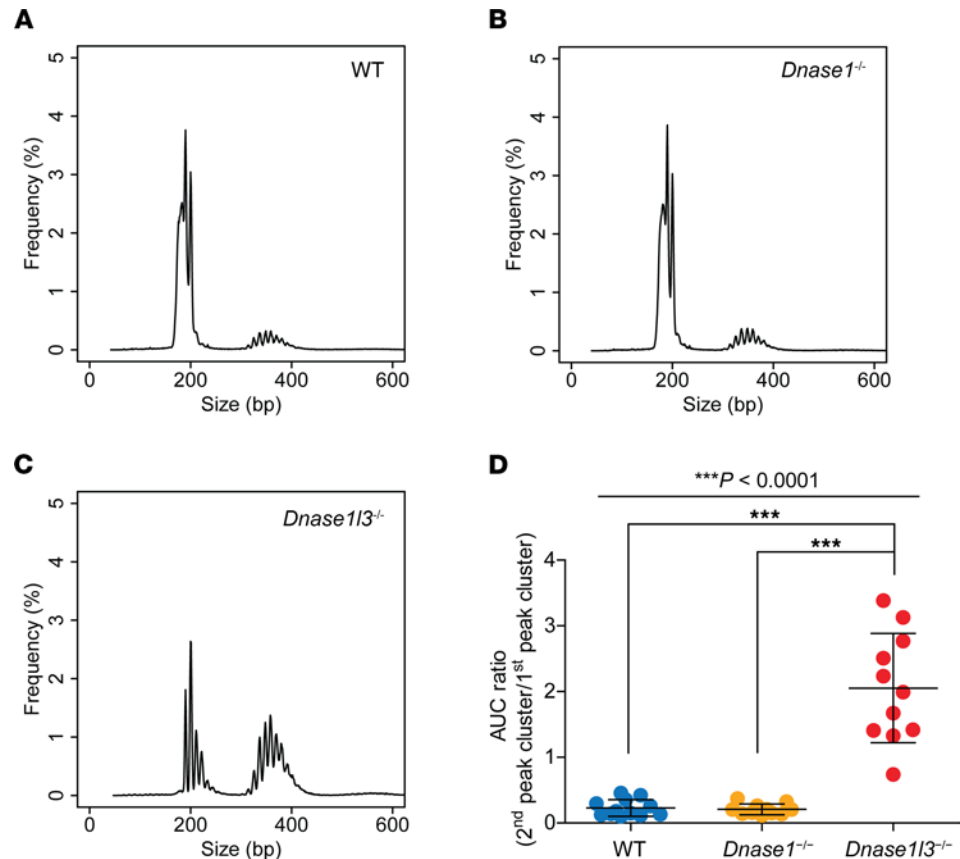 A
WT
Frequency (%)
5
4
3
2
1
0
0 200 400 600
Size (bp)
B
Dnase1-/-
Frequency (%)
5
4
3
2
1
0
0 200 400 600
Size (bp)
C
Dnase1l3-/-
Frequency (%)
5
4
3
2
1
0
0 200 400 600
Size (bp)
D
***P < 0.0001
***
***
AUC ratio
(2nd peak cluster/1st peak cluster)
4
3
2
1
0
WT Dnase1-/- Dnase1l3-/-